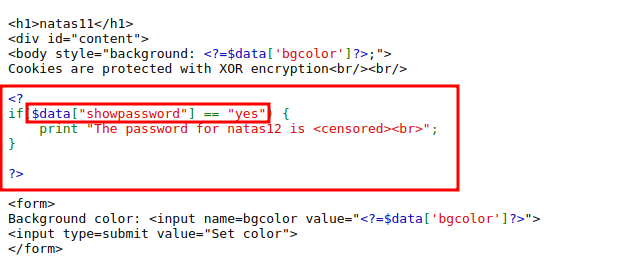 <h1>natas11</h1>
<div id="content">
<body style="background: <?=$data['bgcolor']?>;">
Cookies are protected with XOR encryption<br/><br/>
<?
if($data["showpassword"] == "yes") {
print "The password for natas12 is <censored><br>";
}
?>
<form>
Background color: <input name=bgcolor value="<?=$data['bgcolor']?>">
<input type=submit value="Set color">
</form>